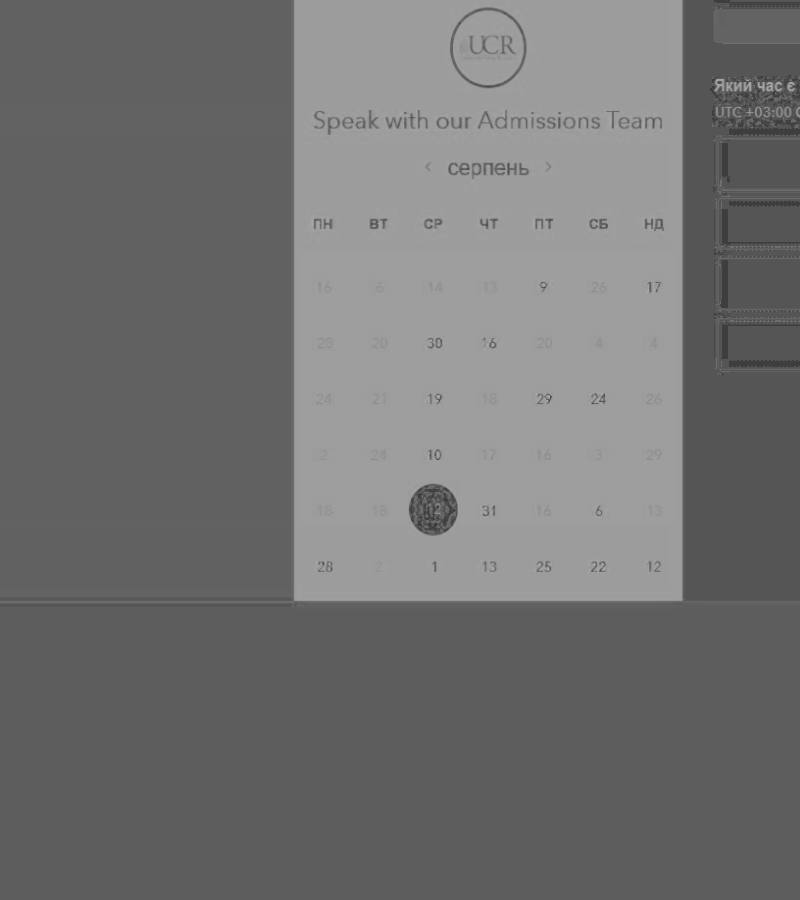 UCR
Speak with our Admissions Team
< серпень >
Який час є
UTC +03:00
ПН ВТ СР ЧТ ПТ СБ НД
16 6 14 13 9 26 17
20 30 16 20 4 4
24 21 19 18 29 24 26
2 24 10 17 16 3 29
18 18 12 31 16 6 13
28 2 1 13 25 22 12